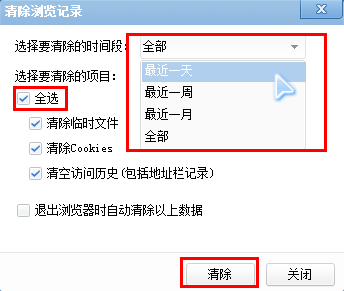 清除浏览记录
选择要清除的时间段： 全部
最近一天
选择要清除的项目：
最近一周
全选
最近一月
清除临时文件
全部
清除Cookies
清空访问历史(包括地址栏记录)
退出浏览器时自动清除以上数据
清除 关闭